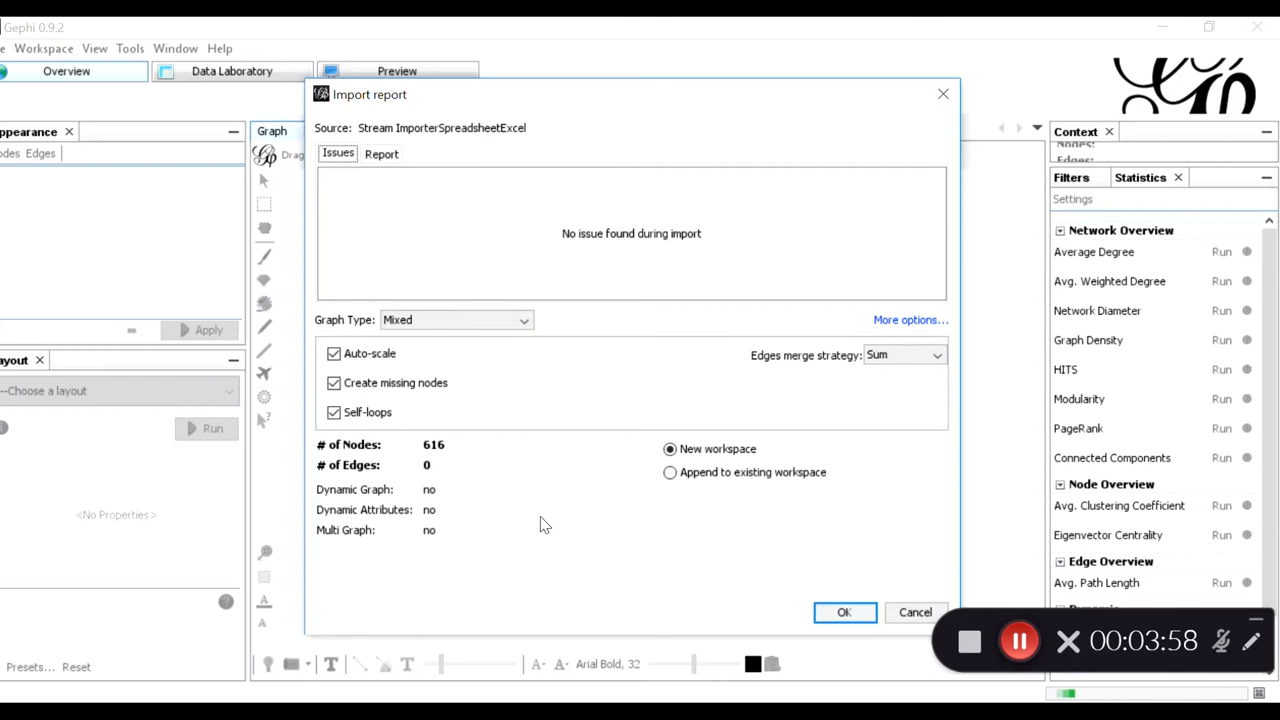 Gephi 0.9.2
Workspace View Tools Window Help
Overview
Data Laboratory
Preview
Import report
Source: Stream ImporterSpreadsheetExcel
Issues Report
No issue found during import
Graph Type: Mixed
More options...
Auto-scale
Edges merge strategy: Sum
Create missing nodes
Self-loops
# of Nodes: 616
# of Edges: 0
Dynamic Graph: no
Dynamic Attributes: no
Multi Graph: no
New workspace
Append to existing workspace
OK
Cancel
ppearance
odes Edges
Apply
ayout
---Choose a layout
Run
<No Properties>
Presets... Reset
Graph
Drag
Arial Bold, 32
Context
Nodes:
Edges:
Filters
Statistics
Settings
Network Overview
Average Degree Run
Avg. Weighted Degree Run
Network Diameter Run
Graph Density Run
HITS Run
Modularity Run
PageRank Run
Connected Components Run
Node Overview
Avg. Clustering Coefficient Run
Eigenvector Centrality Run
Edge Overview
Avg. Path Length Run
00:03:58